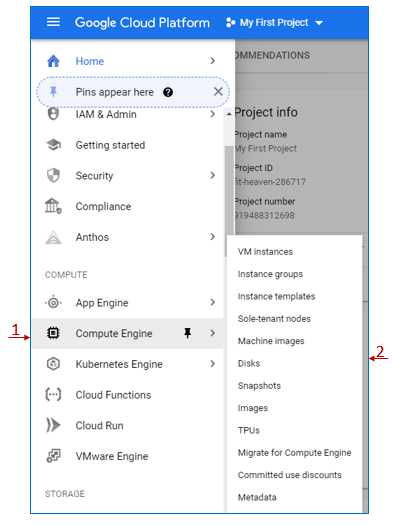 Google Cloud Platform
My First Project
Home
OMMENDATIONS
Pins appear here
IAM & Admin
Getting started
Security
Compliance
Anthos
Project info
Project name
My First Project
Project ID
fit-heaven-286717
Project number
919488312698
COMPUTE
App Engine
1
Compute Engine
Kubernetes Engine
Cloud Functions
Cloud Run
VMware Engine
STORAGE
VM instances
Instance groups
Instance templates
Sole-tenant nodes
Machine images
2
Disks
Snapshots
Images
TPUs
Migrate for Compute Engine
Committed use discounts
Metadata